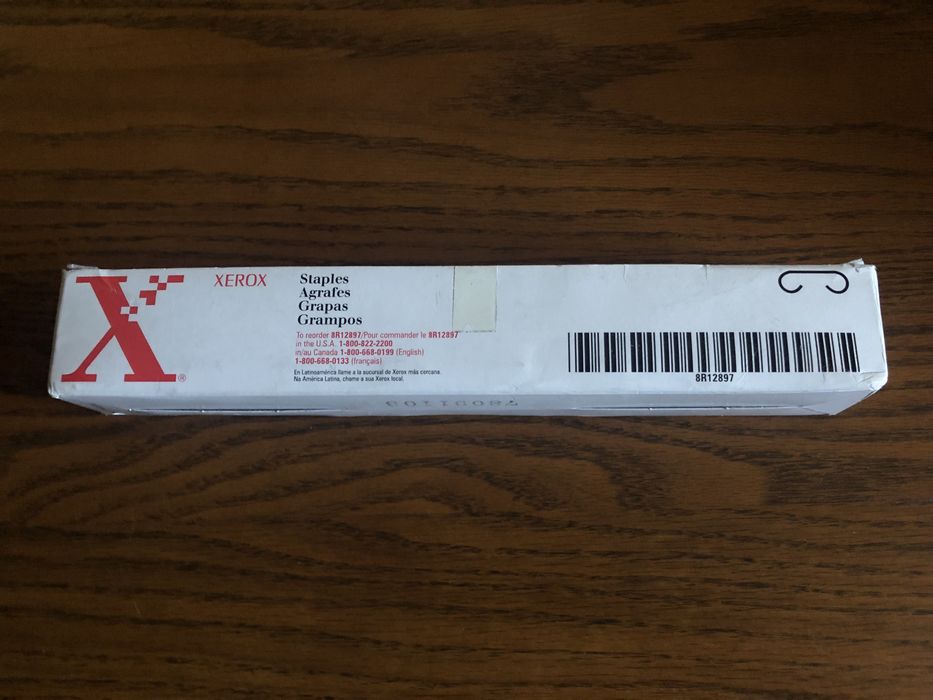 X®
XEROX
Staples
Agrafes
Grapas
Grampos
To reorder 8R12897/Pour commander le 8R12897
in the U.S.A. 1-800-822-2200
in/au Canada 1-800-668-0199 (English)
1-800-668-0133 (français)
En Latinoamérica llame a la sucursal de Xerox más cercana.
Na América Latina, chame a sua Xerox local.
8R12897